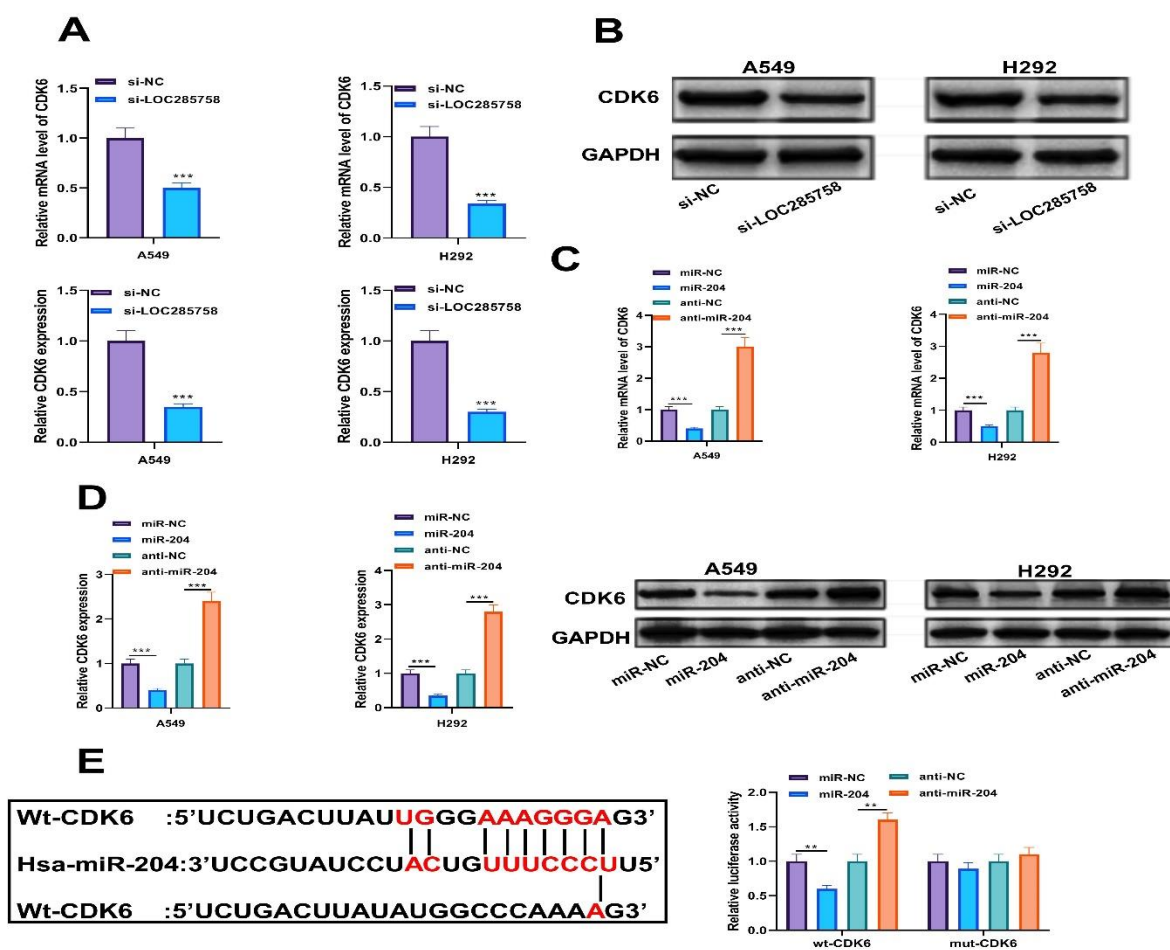 A
si-NC
si-LOC285758
Relative mRNA level of CDK6
1.5
1.0
0.5
0.0
***
A549
si-NC
si-LOC285758
Relative mRNA level of CDK6
1.5
1.0
0.5
0.0
***
H292
si-NC
si-LOC285758
Relative CDK6 expression
1.5
1.0
0.5
0.0
***
A549
si-NC
si-LOC285758
Relative CDK6 expression
1.5
1.0
0.5
0.0
***
H292
B
A549
H292
CDK6
GAPDH
si-NC
si-LOC285758
si-NC
si-LOC285758
C
miR-NC
miR-204
anti-NC
anti-miR-204
Relative mRNA level of CDK6
4
3
2
1
0
***
***
A549
miR-NC
miR-204
anti-NC
anti-miR-204
Relative mRNA level of CDK6
4
3
2
1
0
***
***
H292
D
miR-NC
miR-204
anti-NC
anti-miR-204
Relative CDK6 expression
3
2
1
0
***
***
A549
miR-NC
miR-204
anti-NC
anti-miR-204
Relative CDK6 expression
4
3
2
1
0
***
***
H292
A549
H292
CDK6
GAPDH
miR-NC
miR-204
anti-NC
anti-miR-204
miR-NC
miR-204
anti-NC
anti-miR-204
E
Wt-CDK6 :5’UCUGACUUAUUGGGAAAGGGAG3’
Hsa-miR-204:3’UUCCGUAUCCUACUGUUUCCCUU5’
Wt-CDK6 :5’UCUGACUUAUAUGGCCCAAAAG3’
miR-NC
miR-204
anti-NC
anti-miR-204
Relative luciferase activity
2.0
1.5
1.0
0.5
0.0
**
**
wt-CDK6
mut-CDK6